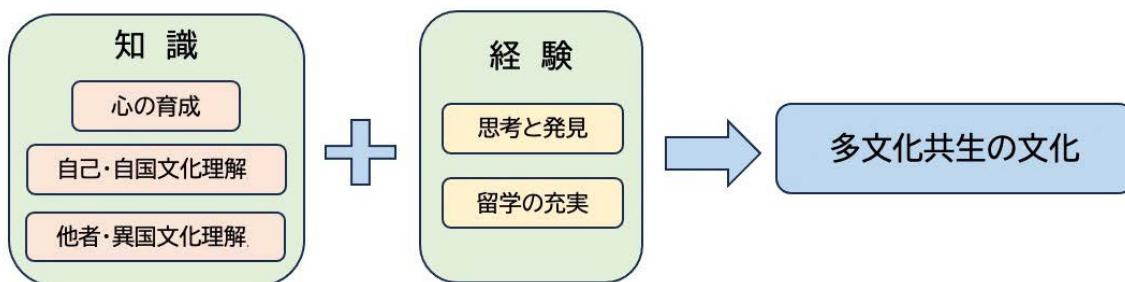 知 識
心の育成
自己・自国文化理解
他者・異国文化理解
経 験
思考と発見
留学の充実
多文化共生の文化